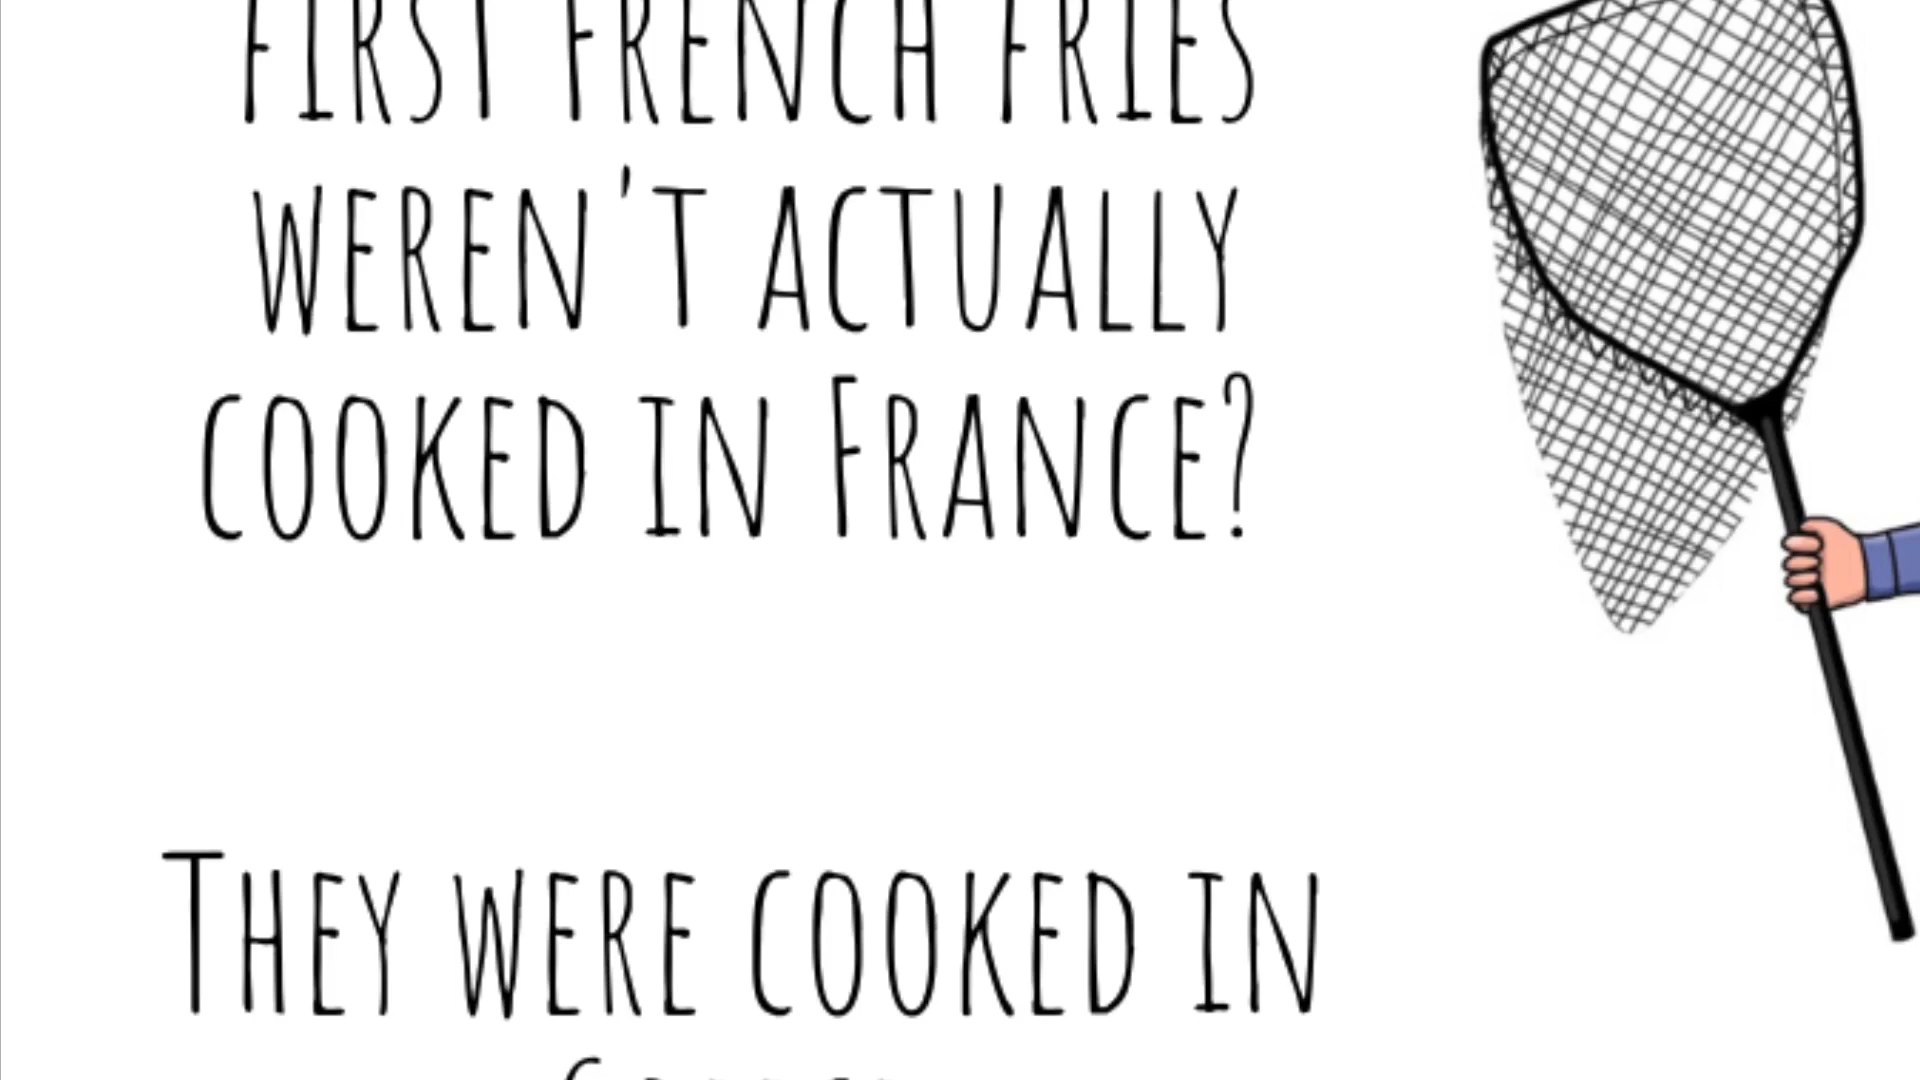 FIRST FRENCH FRIES
WEREN'T ACTUALLY
COOKED IN FRANCE?
THEY WERE COOKED IN